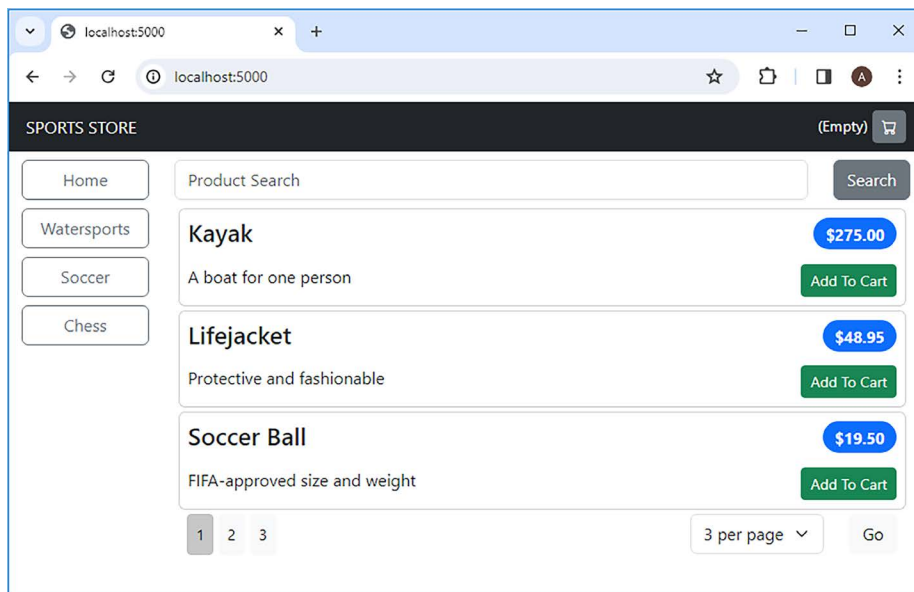 localhost:5000
localhost:5000 A
SPORTS STORE (Empty)
Home Product Search Search
Watersports Kayak $275.00
Soccer A boat for one person Add To Cart
Chess Lifejacket $48.95
Protective and fashionable Add To Cart
Soccer Ball $19.50
FIFA-approved size and weight Add To Cart
1 2 3 3 per page Go